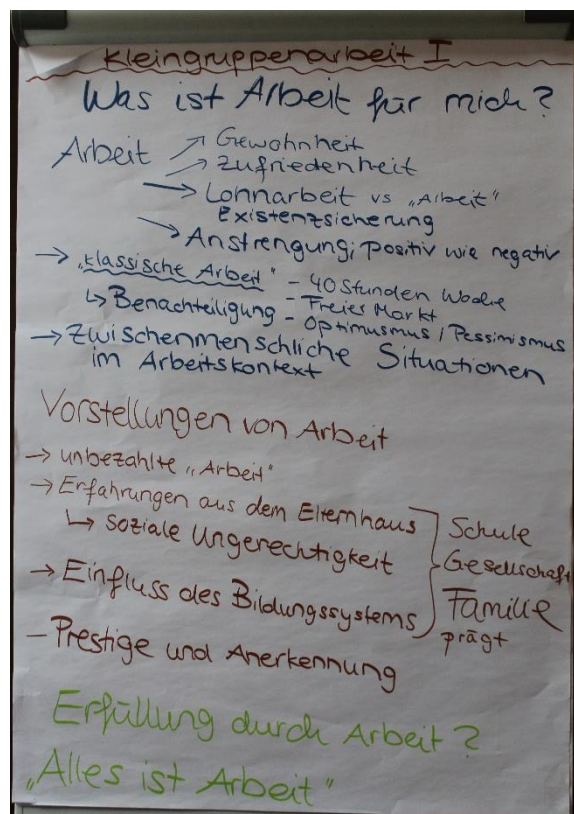 Kleingruppenarbeit I
Was ist Arbeit für mich?
Arbeit ↗ Gewohnheit
↗ Zufriedenheit
→ Lohnarbeit vs „Arbeit"
Existenzsicherung
↘ Anstrengung; positiv wie negativ
→ „klassische Arbeit" - 40 Stunden Woche
↳ Benachteiligung - Freier Markt
- Optimusmus / Pessimismus
→ Zwischenmenschliche Situationen
im Arbeitskontext
Vorstellungen von Arbeit
→ unbezahlte „Arbeit"
→ Erfahrungen aus dem Elternhaus
↳ soziale Ungerechtigkeit
→ Einfluss des Bildungssystems
Schule
Gesellschaft
Familie
prägt
- Prestige und Anerkennung
Erfüllung durch Arbeit?
„Alles ist Arbeit"